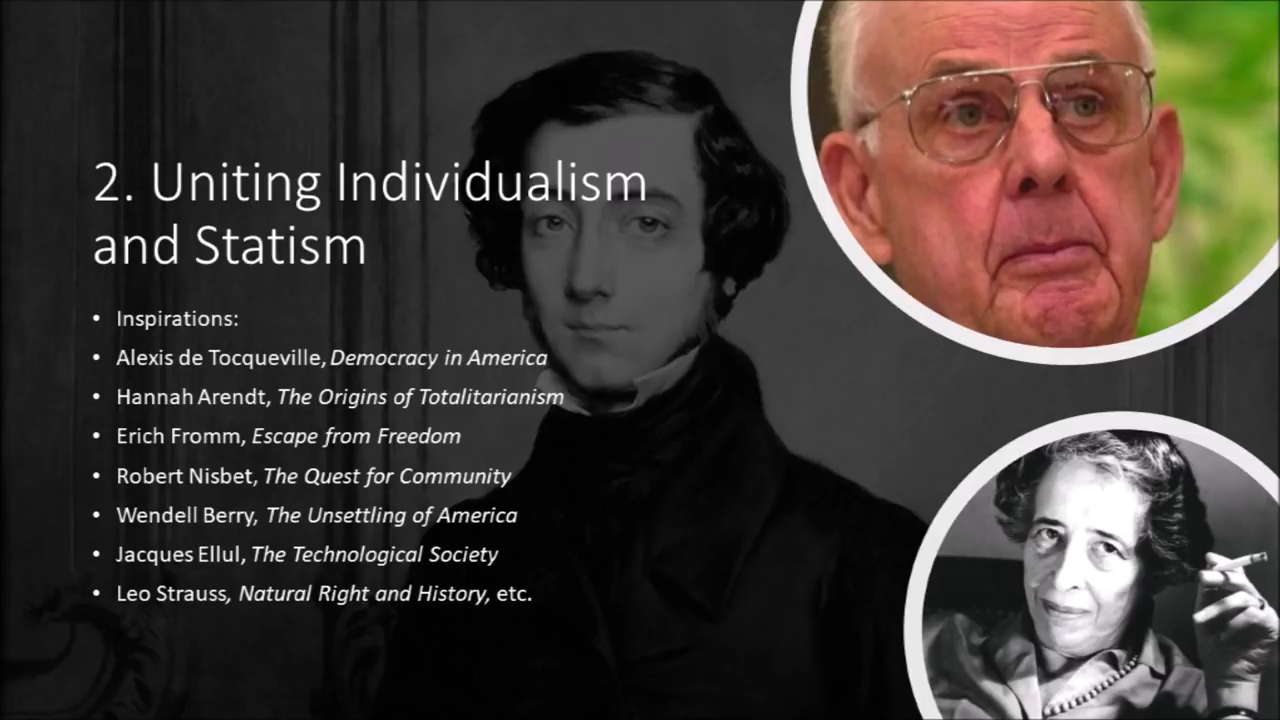 2. Uniting Individualism
and Statism
• Inspirations:
• Alexis de Tocqueville, Democracy in America
• Hannah Arendt, The Origins of Totalitarianism
• Erich Fromm, Escape from Freedom
• Robert Nisbet, The Quest for Community
• Wendell Berry, The Unsettling of America
• Jacques Ellul, The Technological Society
• Leo Strauss, Natural Right and History, etc.